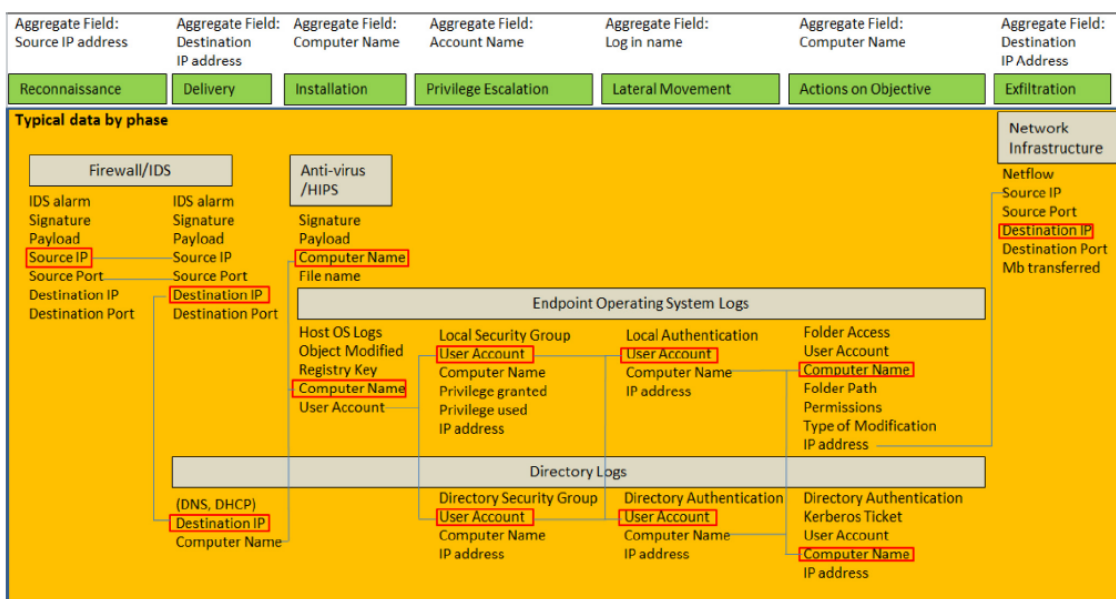 Aggregate Field:
Source IP address
Aggregate Field:
Destination
IP address
Aggregate Field:
Computer Name
Aggregate Field:
Account Name
Aggregate Field:
Log in name
Aggregate Field:
Computer Name
Aggregate Field:
Destination
IP Address
Reconnaissance
Delivery
Installation
Privilege Escalation
Lateral Movement
Actions on Objective
Exfiltration
Typical data by phase
Firewall/IDS
IDS alarm
Signature
Payload
Source IP
Source Port
Destination IP
Destination Port
IDS alarm
Signature
Payload
Source IP
Source Port
Destination IP
Destination Port
Anti-virus
/HIPS
Signature
Payload
Computer Name
File name
Network
Infrastructure
Netflow
Source IP
Source Port
Destination IP
Destination Port
Mb transferred
Endpoint Operating System Logs
Host OS Logs
Object Modified
Registry Key
Computer Name
User Account
Local Security Group
User Account
Computer Name
Privilege granted
Privilege used
IP address
Local Authentication
User Account
Computer Name
IP address
Folder Access
User Account
Computer Name
Folder Path
Permissions
Type of Modification
IP address
Directory Logs
(DNS, DHCP)
Destination IP
Computer Name
Directory Security Group
User Account
Computer Name
IP address
Directory Authentication
User Account
Computer Name
IP address
Directory Authentication
Kerberos Ticket
User Account
Computer Name
IP address